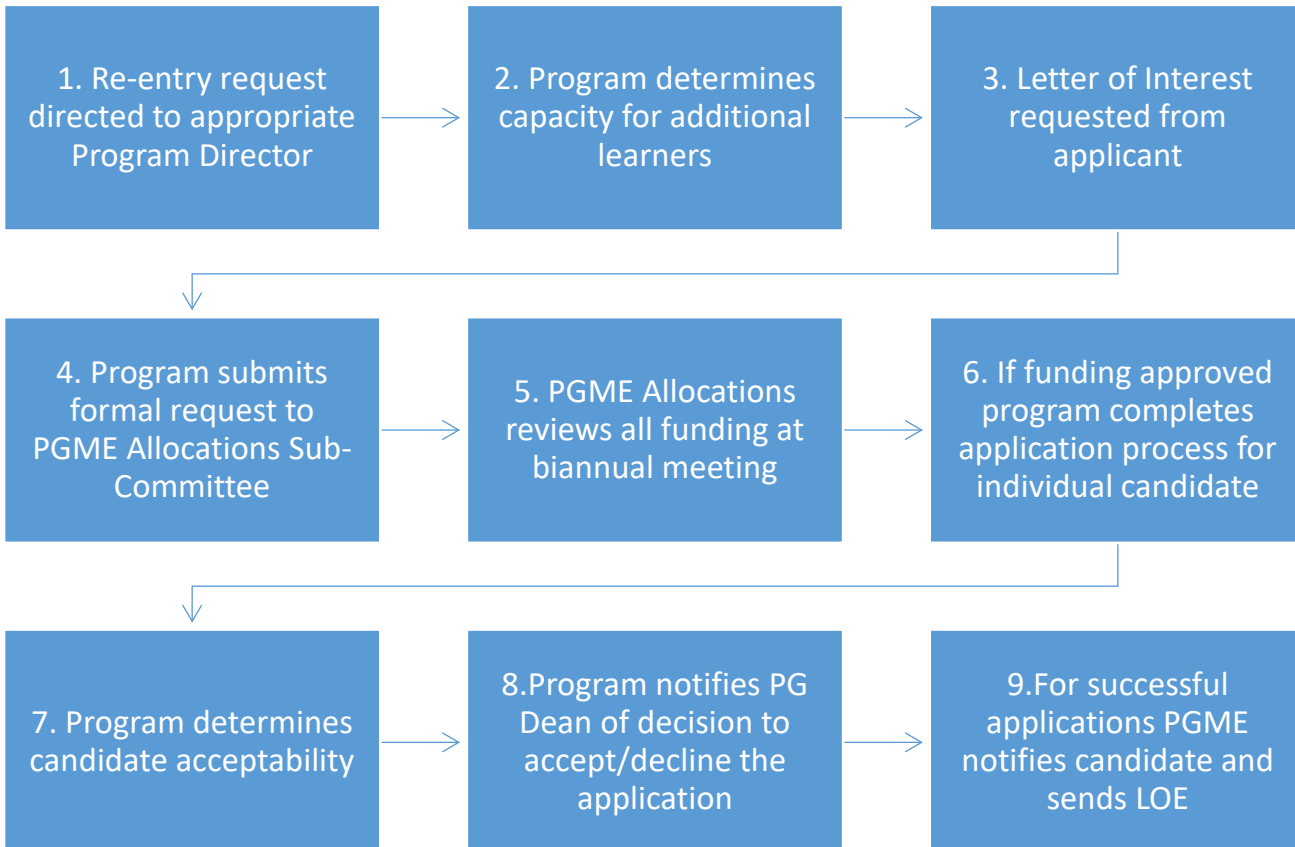 1. Re-entry request
directed to appropriate
Program Director
2. Program determines
capacity for additional
learners
3. Letter of Interest
requested from
applicant
4. Program submits
formal request to
PGME Allocations Sub-
Committee
5. PGME Allocations
reviews all funding at
biannual meeting
6. If funding approved
program completes
application process for
individual candidate
7. Program determines
candidate acceptability
8.Program notifies PG
Dean of decision to
accept/decline the
application
9.For successful
applications PGME
notifies candidate and
sends LOE